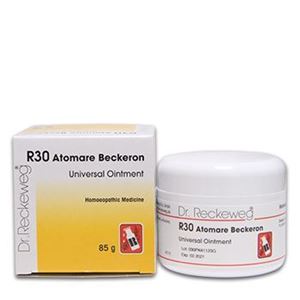 Dr. Reckeweg
R30 Atomare Beckeron
Universal Ointment
Homoeopathic Medicine
85 g
Dr. Reckeweg
R30 Atomare Beckeron
Universal Ointment